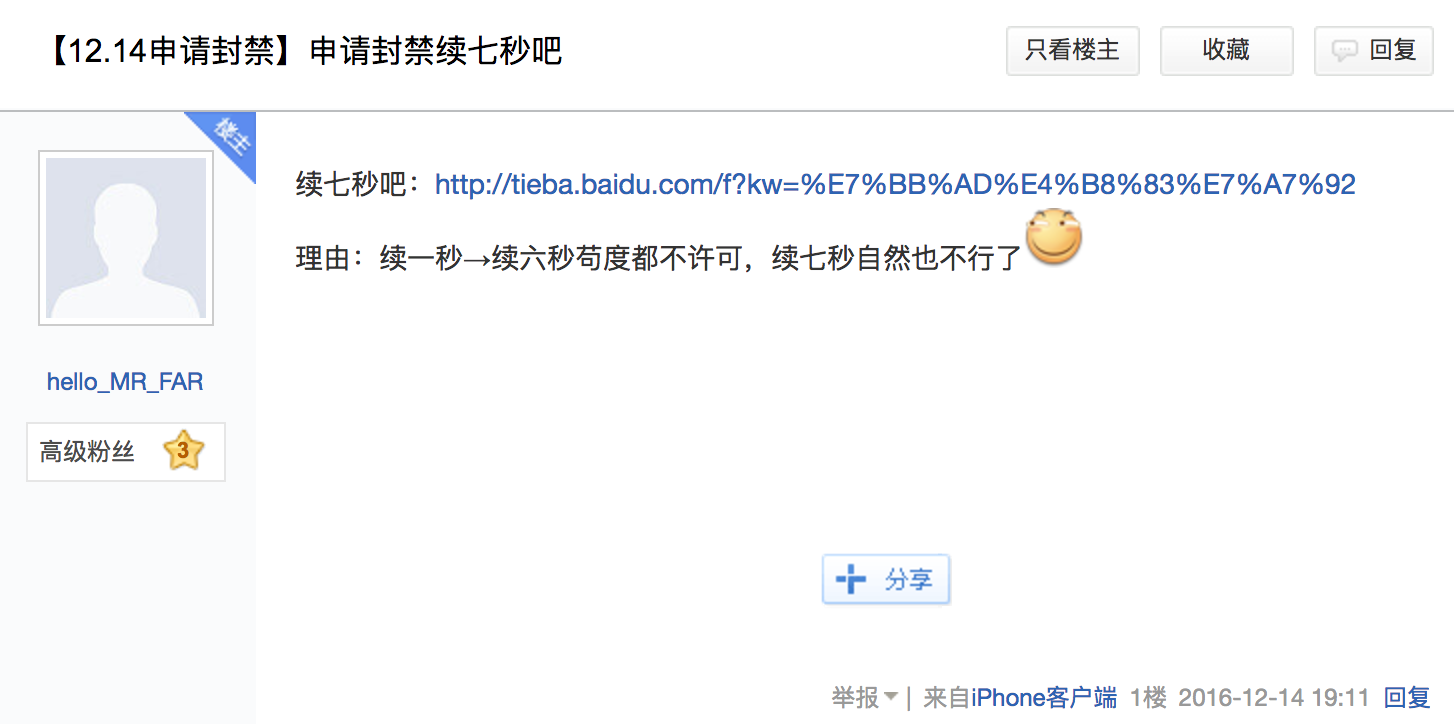 【12.14申请封禁】申请封禁续七秒吧
只看楼主
收藏
回复
楼主
续七秒吧：http://tieba.baidu.com/f?kw=%E7%BB%AD%E4%B8%83%E7%A7%92
理由：续一秒→续六秒苟度都不许可，续七秒自然也不行了
hello_MR_FAR
高级粉丝 3
分享
举报 | 来自iPhone客户端 1楼 2016-12-14 19:11 回复